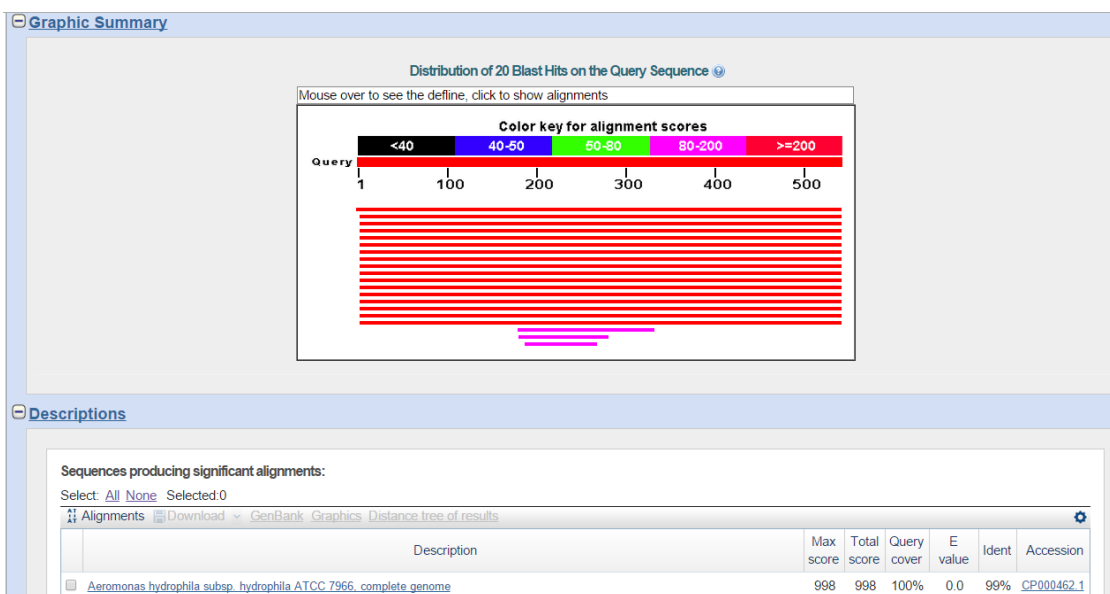 Graphic Summary
Distribution of 20 Blast Hits on the Query Sequence
Mouse over to see the defline, click to show alignments
Color key for alignment scores
<40 40-50 50-80 80-200 >=200
Query
1 100 200 300 400 500
Descriptions
Sequences producing significant alignments:
Select: All None Selected:0
Alignments Download GenBank Graphics Distance tree of results
Description Max score Total score Query cover E value Ident Accession
Aeromonas hydrophila subsp. hydrophila ATCC 7966, complete genome 998 998 100% 0.0 99% CP000462.1